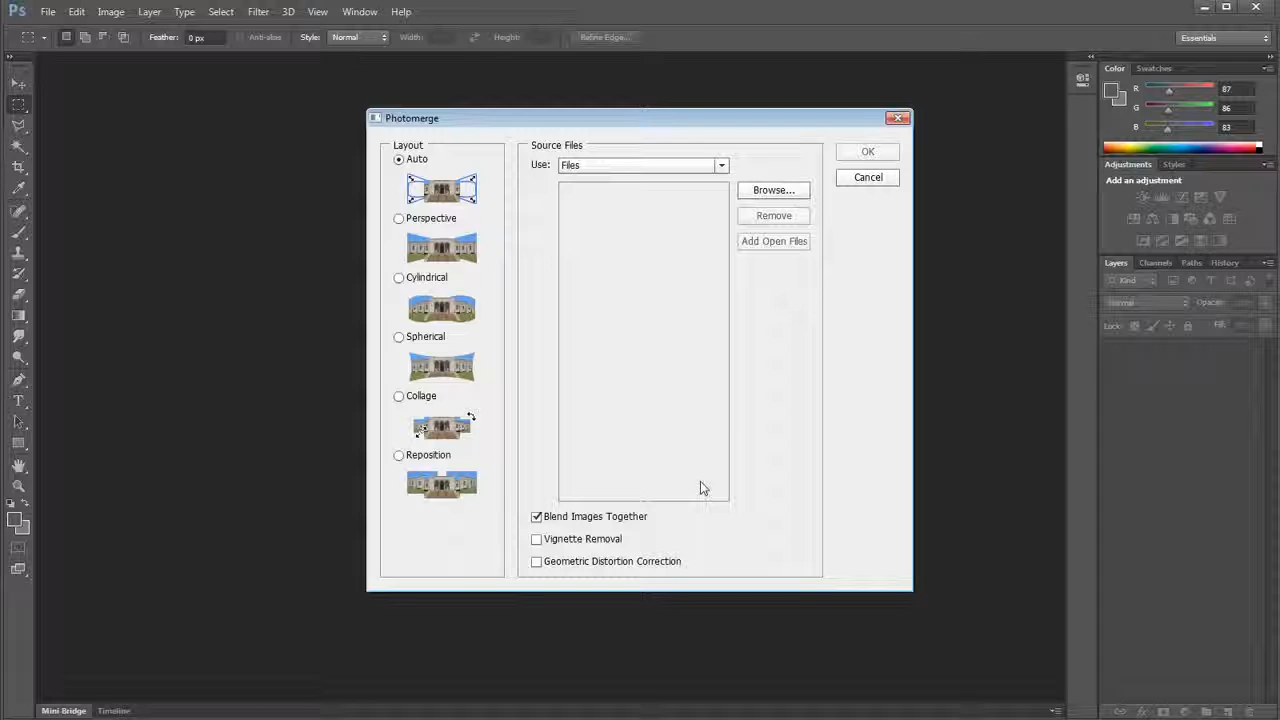 Ps File Edit Image Layer Type Select Filter 3D View Window Help
Feather: 0 px Anti-alias Style: Normal Width: Height: Refine Edge... Essentials
Color Swatches
R 87
G 86
B 83
Adjustments Styles
Add an adjustment
Layers Channels Paths History
Kind
Normal Opacity:
Lock: Fill:
Photomerge
Layout
Auto
Perspective
Cylindrical
Spherical
Collage
Reposition
Source Files
Use: Files
Browse...
Remove
Add Open Files
Blend Images Together
Vignette Removal
Geometric Distortion Correction
OK
Cancel
Mini Bridge Timeline